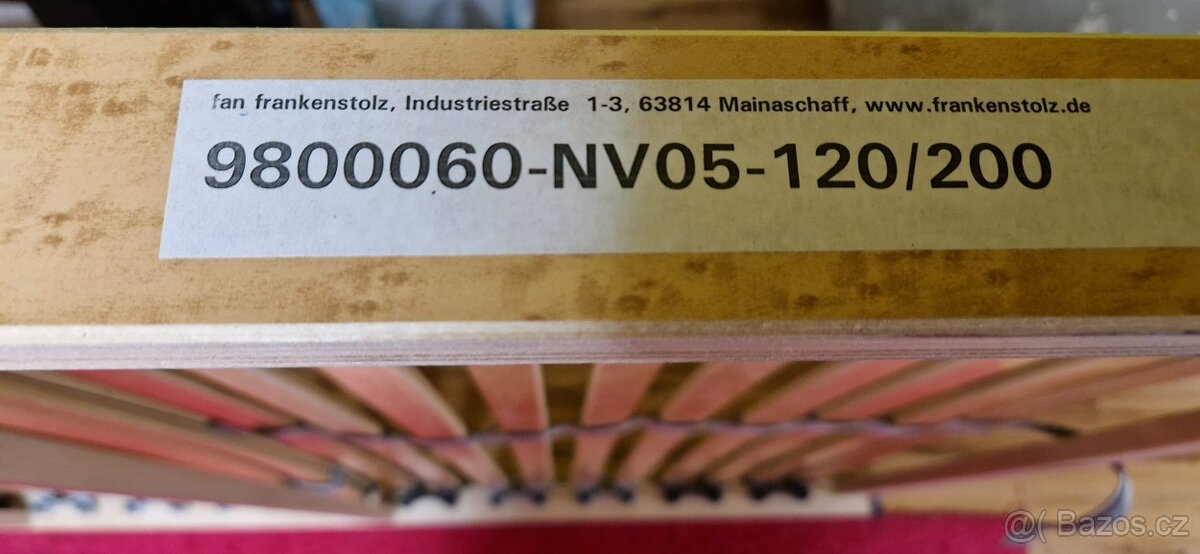 fan frankenstolz, Industriestraße 1-3, 63814 Mainaschaff, www.frankenstolz.de
9800060-NV05-120/200
@( Bazos.cz